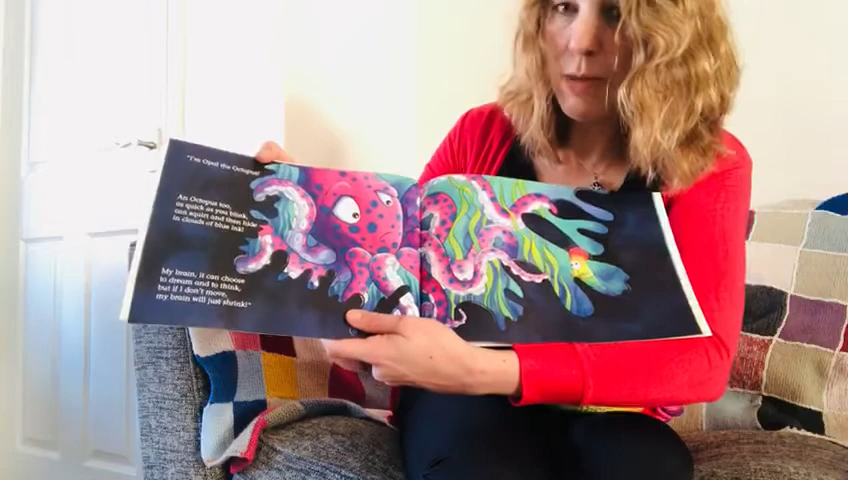 "I'm Opal the Octopus!
An Octopus too,
as quick as you blink,
can squirt and then hide
in clouds of blue ink!
My brain, it can choose
to dream and to think,
but if I don't move,
my brain will just shrink!"